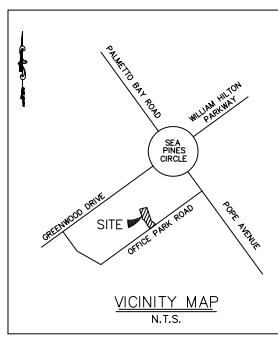 PALMETTO BAY ROAD
WILLIAM HILTON
PARKWAY
SEA
PINES
CIRCLE
GREENWOOD DRIVE
SITE
OFFICE PARK ROAD
POPE AVENUE
VICINITY MAP
N.T.S.